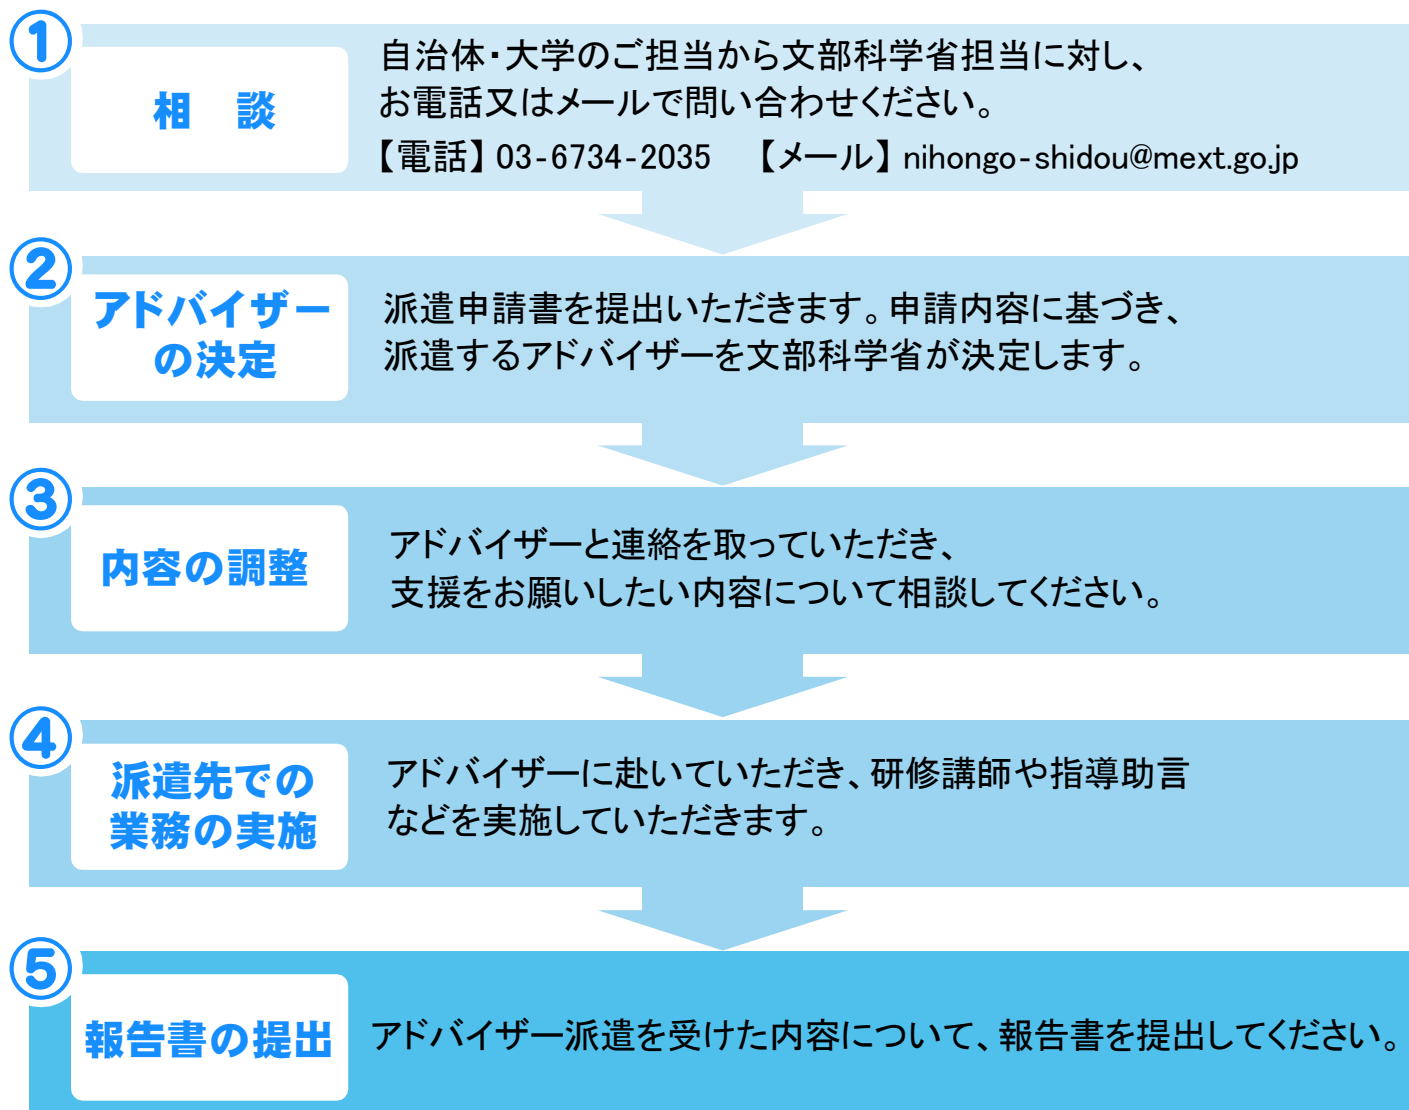 ①
相　談
自治体・大学のご担当から文部科学省担当に対し、
お電話又はメールで問い合わせください。
【電話】03-6734-2035　【メール】nihongo-shidou@mext.go.jp
②
アドバイザー
の決定
派遣申請書を提出いただきます。申請内容に基づき、
派遣するアドバイザーを文部科学省が決定します。
③
内容の調整
アドバイザーと連絡を取っていただき、
支援をお願いしたい内容について相談してください。
④
派遣先での
業務の実施
アドバイザーに赴いていただき、研修講師や指導助言
などを実施していただきます。
⑤
報告書の提出
アドバイザー派遣を受けた内容について、報告書を提出してください。